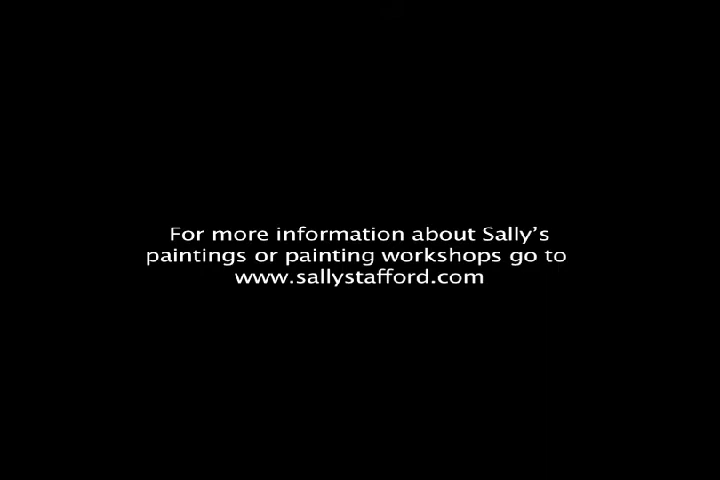 For more information about Sally's
paintings or painting workshops go to
www.sallystafford.com